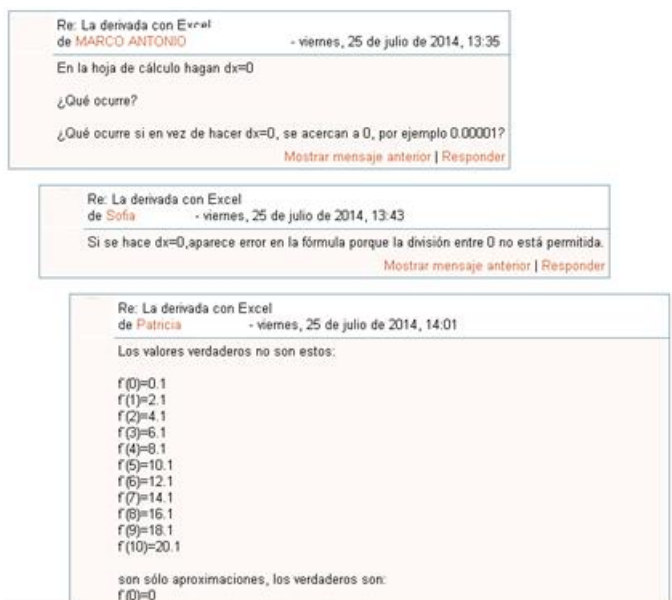 Re: La derivada con Excel
de MARCO ANTONIO - viernes, 25 de julio de 2014, 13:35
En la hoja de cálculo hagan dx=0
¿Qué ocurre?
¿Qué ocurre si en vez de hacer dx=0, se acercan a 0, por ejemplo 0.00001?
Mostrar mensaje anterior | Responder
Re: La derivada con Excel
de Sofia - viernes, 25 de julio de 2014, 13:43
Si se hace dx=0,aparece error en la fórmula porque la división entre 0 no está permitida.
Mostrar mensaje anterior | Responder
Re: La derivada con Excel
de Patricia - viernes, 25 de julio de 2014, 14:01
Los valores verdaderos no son estos:
f'(0)=0.1
f'(1)=2.1
f'(2)=4.1
f'(3)=6.1
f'(4)=8.1
f'(5)=10.1
f'(6)=12.1
f'(7)=14.1
f'(8)=16.1
f'(9)=18.1
f'(10)=20.1
son sólo aproximaciones, los verdaderos son:
f'(0)=0